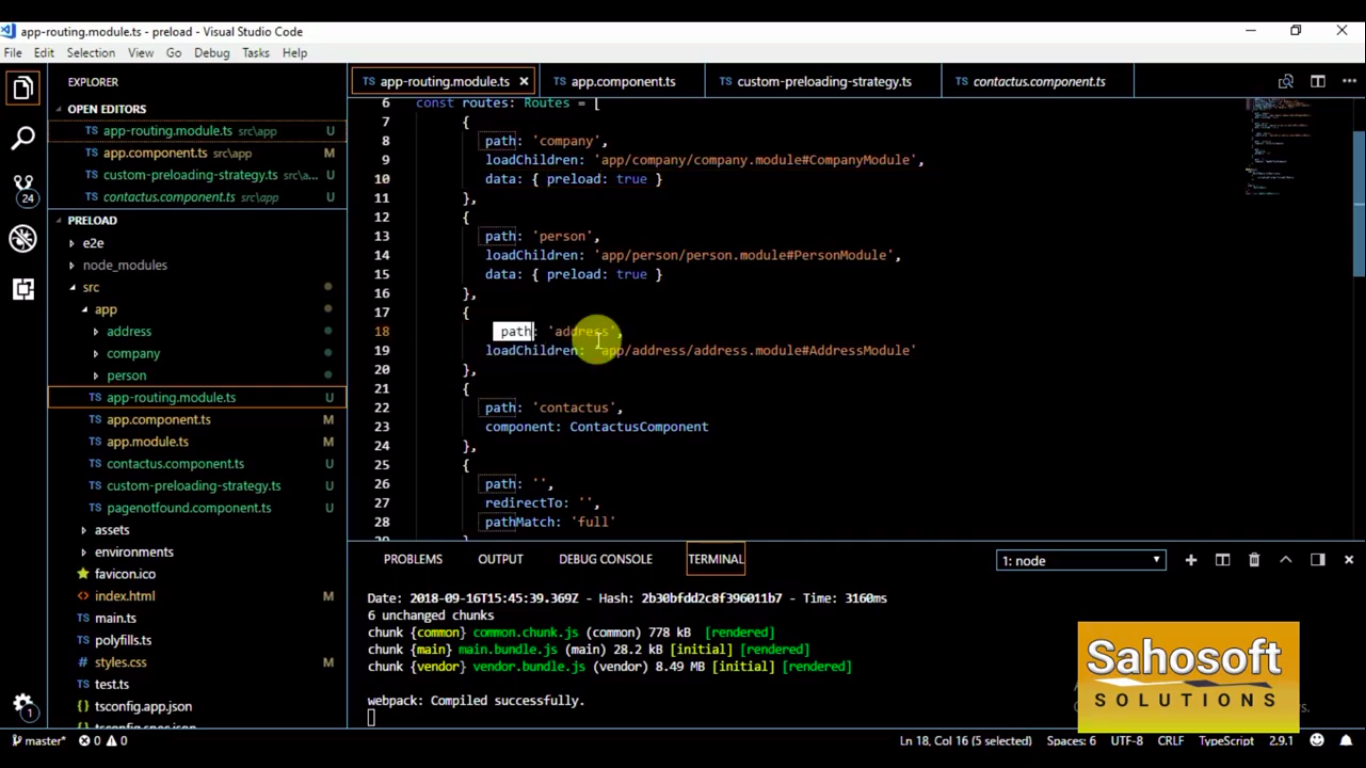 app-routing.module.ts - preload - Visual Studio Code
File Edit Selection View Go Debug Tasks Help
EXPLORER
OPEN EDITORS
TS app-routing.module.ts src\app U
TS app.component.ts src\app M
TS custom-preloading-strategy.ts src\a... U
TS contactus.component.ts src\app U
24
PRELOAD
e2e
node_modules
src
app
address
company
person
TS app-routing.module.ts U
TS app.component.ts M
TS app.module.ts M
TS contactus.component.ts U
TS custom-preloading-strategy.ts U
TS pagenotfound.component.ts U
assets
environments
favicon.ico
<> index.html M
TS main.ts
TS polyfills.ts
# styles.css M
TS test.ts
{} tsconfig.app.json
{} tsconfig.spec.json
1
TS app-routing.module.ts × TS app.component.ts TS custom-preloading-strategy.ts TS contactus.component.ts
6 const routes: Routes = [
7 {
8 path: 'company',
9 loadChildren: 'app/company/company.module#CompanyModule',
10 data: { preload: true }
11 },
12 {
13 path: 'person',
14 loadChildren: 'app/person/person.module#PersonModule',
15 data: { preload: true }
16 },
17 {
18 path: 'address',
19 loadChildren: 'app/address/address.module#AddressModule'
20 },
21 {
22 path: 'contactus',
23 component: ContactusComponent
24 },
25 {
26 path: '',
27 redirectTo: '',
28 pathMatch: 'full'
29 }
PROBLEMS OUTPUT DEBUG CONSOLE TERMINAL 1: node
Date: 2018-09-16T15:45:39.369Z - Hash: 2b30bfdd2c8f396011b7 - Time: 3160ms
6 unchanged chunks
chunk {common} common.chunk.js (common) 778 kB [rendered]
chunk {main} main.bundle.js (main) 28.2 kB [initial] [rendered]
chunk {vendor} vendor.bundle.js (vendor) 8.49 MB [initial] [rendered]
webpack: Compiled successfully.
Sahosoft
SOLUTIONS
master* 0 0 Ln 18, Col 16 (5 selected) Spaces: 6 UTF-8 CRLF TypeScript 2.9.1